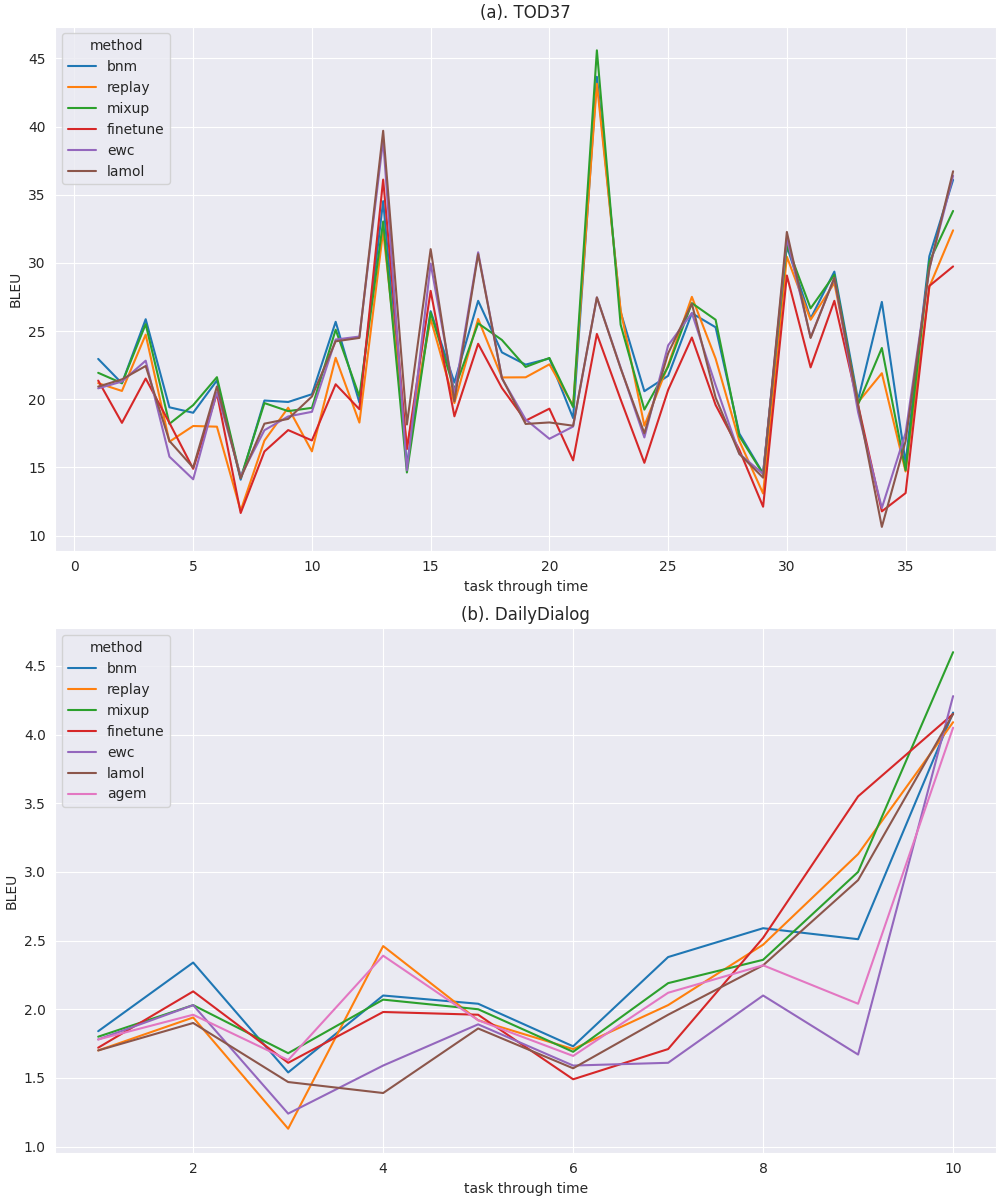 (a). TOD37
method
bnm
replay
mixup
finetune
ewc
lamol
BLEU
45
40
35
30
25
20
15
10
0 5 10 15 20 25 30 35
task through time
(b). DailyDialog
method
bnm
replay
mixup
finetune
ewc
lamol
agem
BLEU
4.5
4.0
3.5
3.0
2.5
2.0
1.5
1.0
2 4 6 8 10
task through time